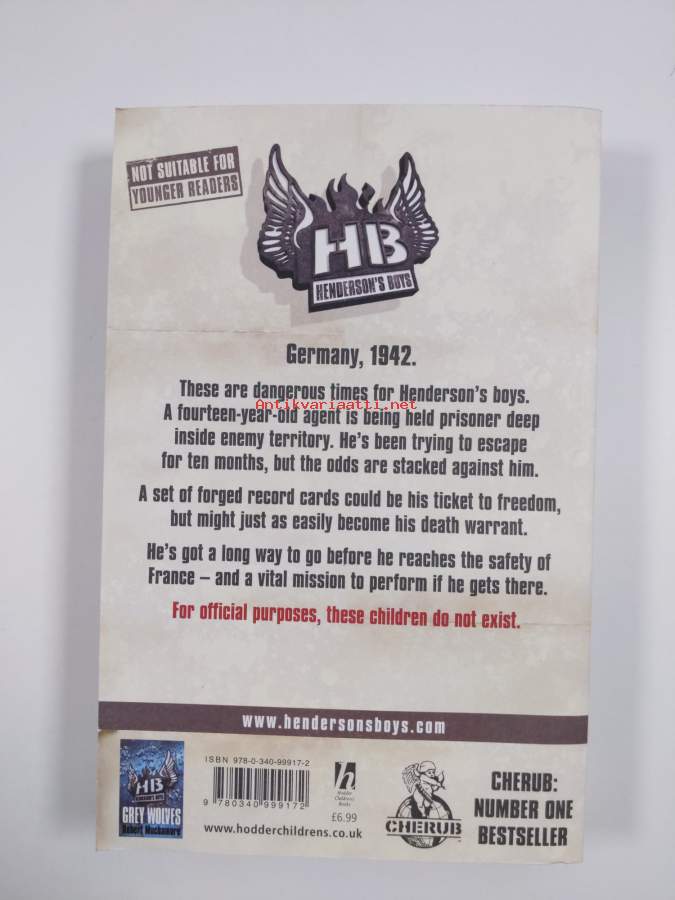 NOT SUITABLE FOR
YOUNGER READERS
HB
HENDERSON'S BOYS
Germany, 1942.
These are dangerous times for Henderson's boys.
Antikvariaatti.net
A fourteen-year-old agent is being held prisoner deep
inside enemy territory. He's been trying to escape
for ten months, but the odds are stacked against him.
A set of forged record cards could be his ticket to freedom,
but might just as easily become his death warrant.
He's got a long way to go before he reaches the safety of
France – and a vital mission to perform if he gets there.
For official purposes, these children do not exist.
www.hendersonsboys.com
HB
HENDERSON'S BOYS
GREY WOLVES
Robert Muchamore
ISBN 978-0-340-99917-2
9 780340 999172
www.hodderchildrens.co.uk
h
Hodder
Children's
Books
£6.99
CHERUB
CHERUB:
NUMBER ONE
BESTSELLER